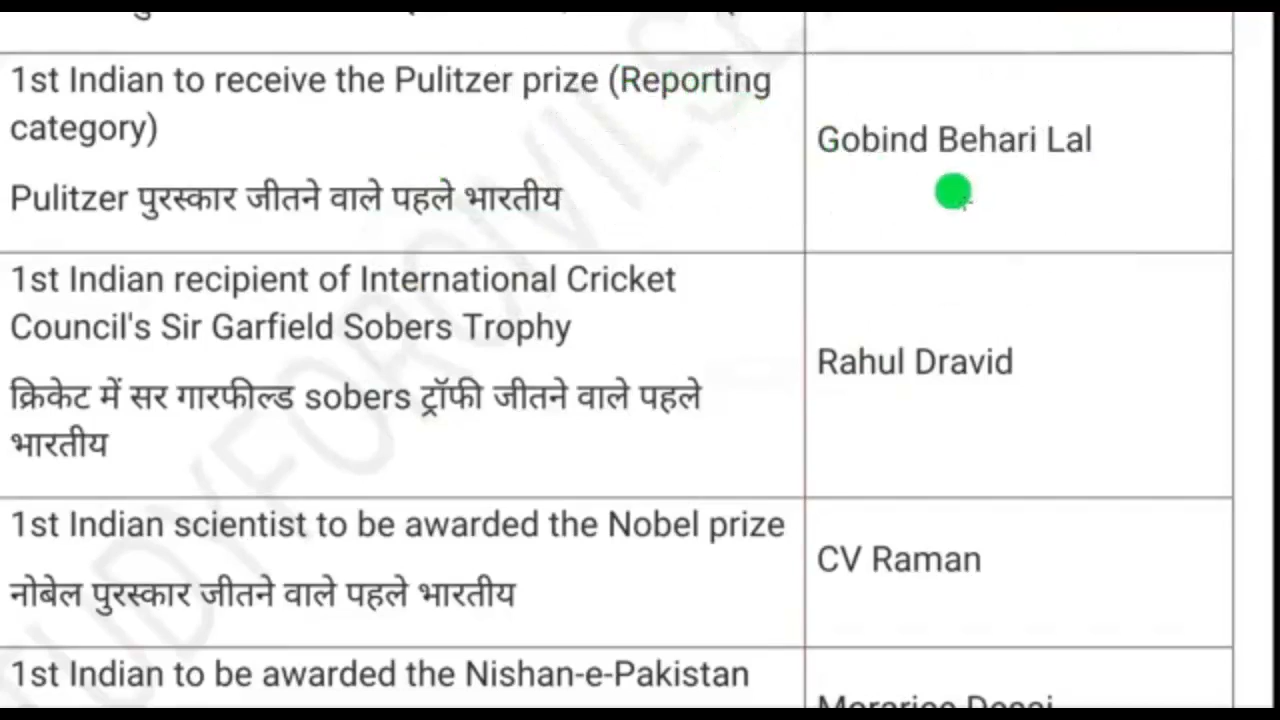 1st Indian to receive the Pulitzer prize (Reporting
category)
Pulitzer पुरस्कार जीतने वाले पहले भारतीय
Gobind Behari Lal
1st Indian recipient of International Cricket
Council's Sir Garfield Sobers Trophy
क्रिकेट में सर गारफील्ड sobers ट्रॉफी जीतने वाले पहले
भारतीय
Rahul Dravid
1st Indian scientist to be awarded the Nobel prize
नोबेल पुरस्कार जीतने वाले पहले भारतीय
CV Raman
1st Indian to be awarded the Nishan-e-Pakistan